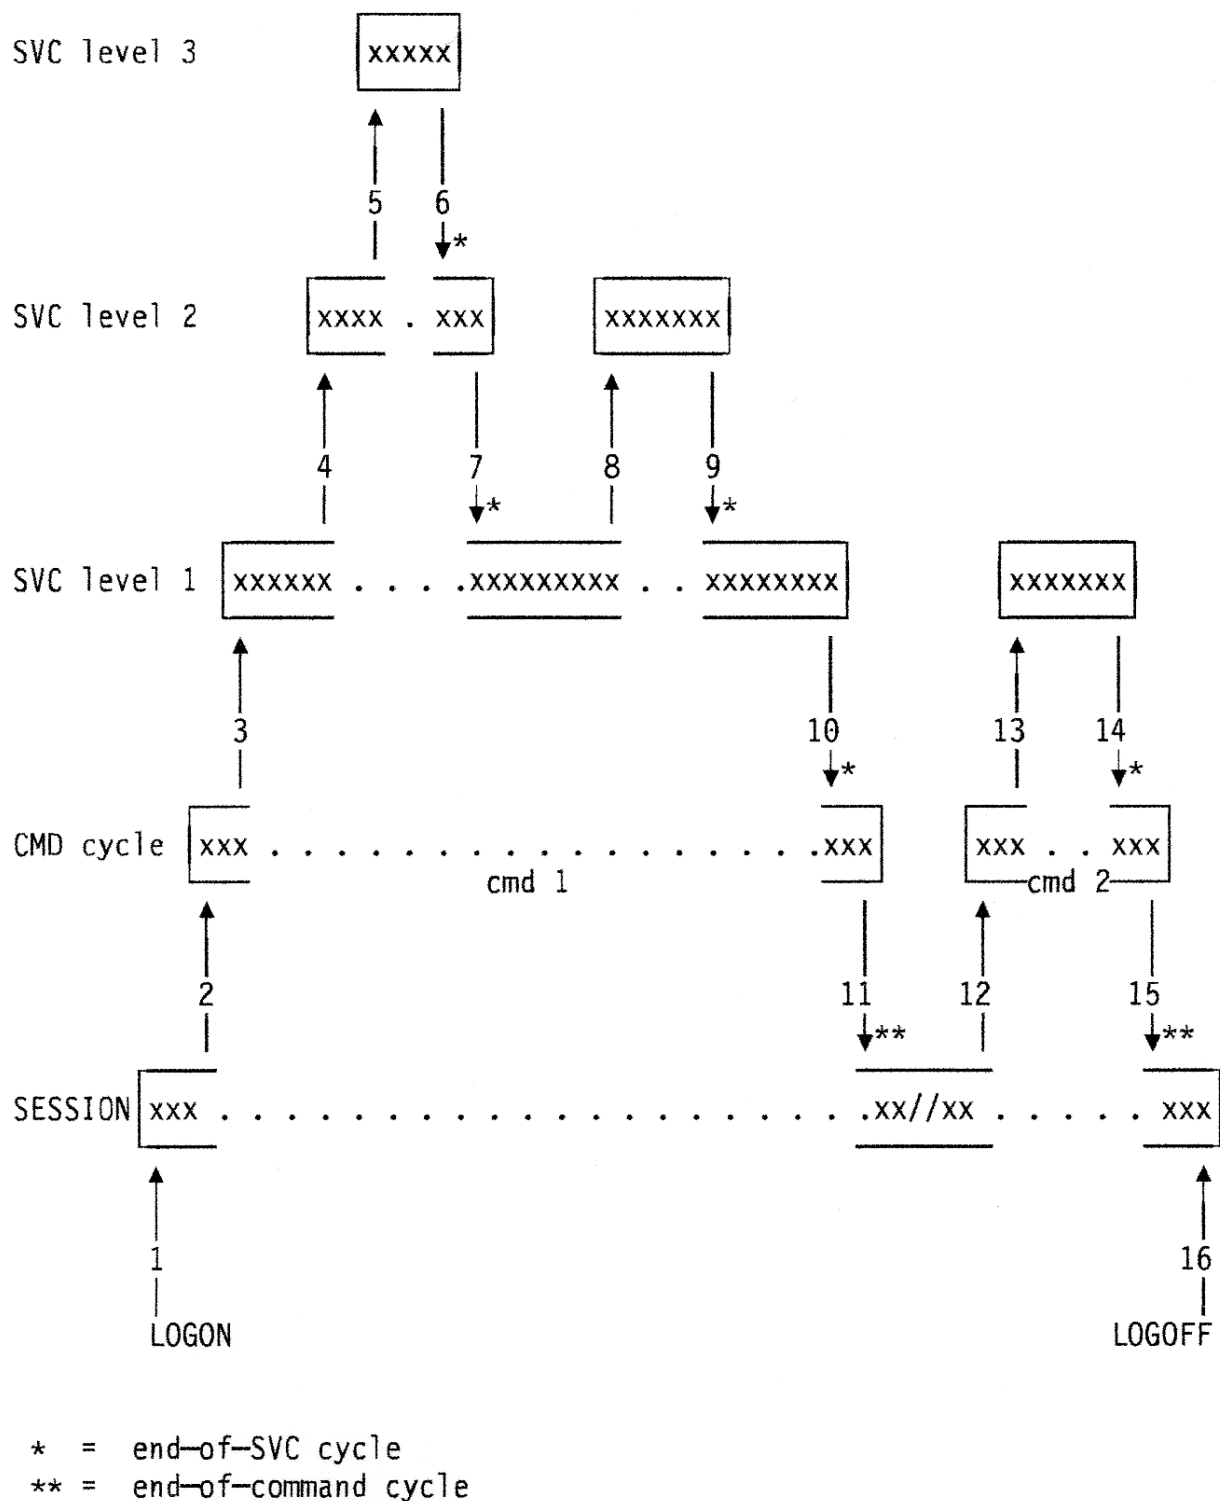 SVC level 3 xxxxx
5 6
*
SVC level 2 xxxx . xxx xxxxxxx
4 7 8 9
* *
SVC level 1 xxxxxx . . . .xxxxxxxxx . . xxxxxxxx xxxxxxx
3 10 13 14
* *
CMD cycle xxx . . . . . . . . . . . . . . . . .xxx xxx . . xxx
cmd 1 cmd 2
2 11 12 15
** **
SESSION xxx . . . . . . . . . . . . . . . . . . . .xx//xx . . . . . xxx
1 16
LOGON LOGOFF
* = end-of-SVC cycle
** = end-of-command cycle